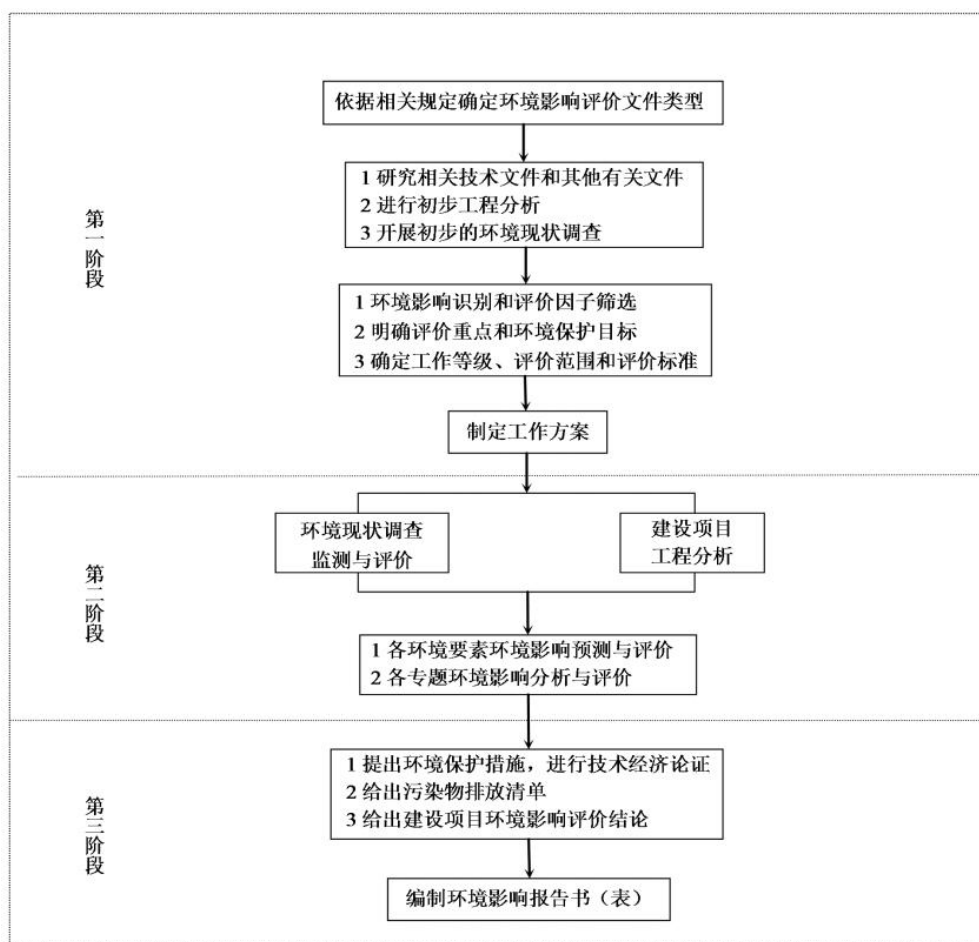 依据相关规定确定环境影响评价文件类型
1 研究相关技术文件和其他有关文件
2 进行初步工程分析
3 开展初步的环境现状调查
第一阶段
1 环境影响识别和评价因子筛选
2 明确评价重点和环境保护目标
3 确定工作等级、评价范围和评价标准
制定工作方案
环境现状调查
监测与评价
建设项目
工程分析
第二阶段
1 各环境要素环境影响预测与评价
2 各专题环境影响分析与评价
1 提出环境保护措施，进行技术经济论证
2 给出污染物排放清单
3 给出建设项目环境影响评价结论
第三阶段
编制环境影响报告书（表）